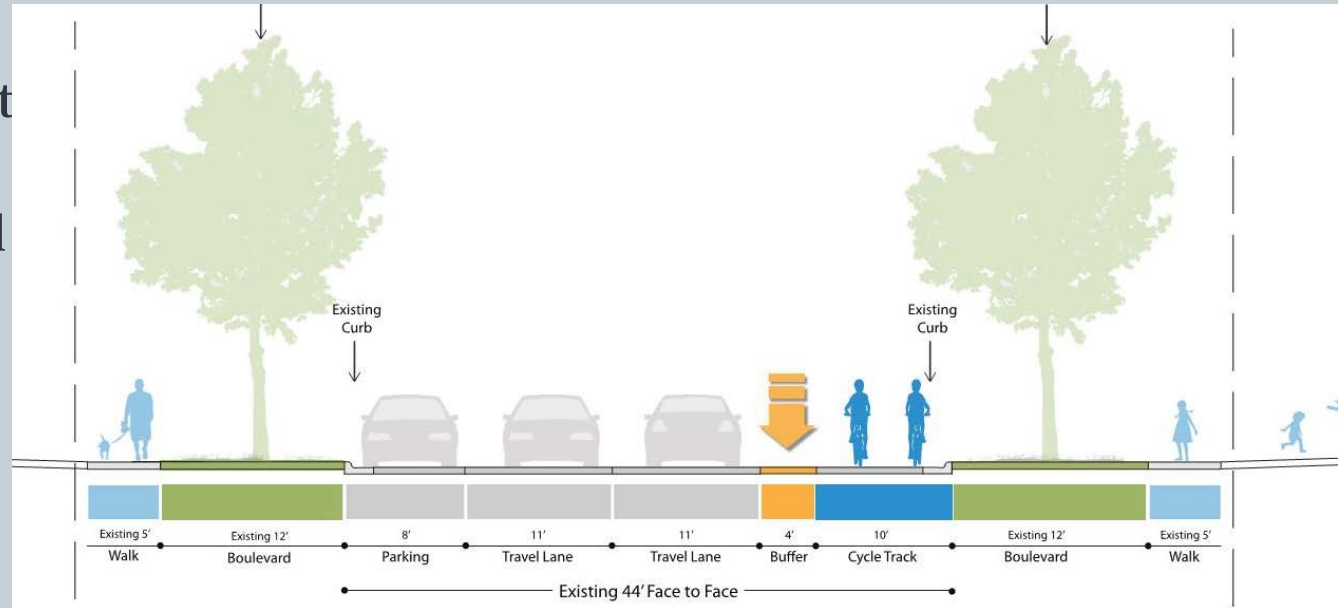 t
l
Existing
Curb
Existing
Curb
Existing 5' Existing 12' 8' 11' 11' 4' 10' Existing 12' Existing 5'
Walk Boulevard Parking Travel Lane Travel Lane Buffer Cycle Track Boulevard Walk
Existing 44' Face to Face